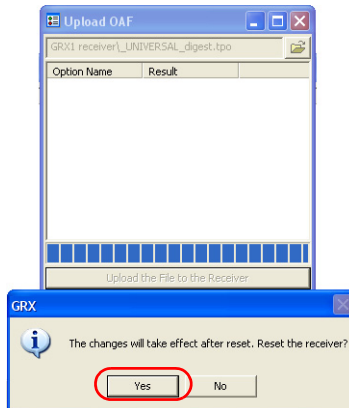 Upload OAF
GRX1 receiver\_UNIVERSAL_digest.tpo
Option Name Result
Upload the File to the Receiver
GRX
The changes will take effect after reset. Reset the receiver?
Yes No